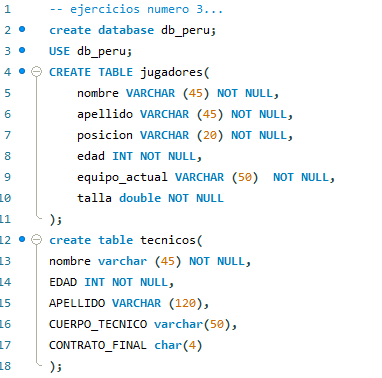 1 -- ejercicios numero 3...
2 create database db_peru;
3 USE db_peru;
4 CREATE TABLE jugadores(
5 nombre VARCHAR (45) NOT NULL,
6 apellido VARCHAR (45) NOT NULL,
7 posicion VARCHAR (20) NOT NULL,
8 edad INT NOT NULL,
9 equipo_actual VARCHAR (50)  NOT NULL,
10 talla double NOT NULL
11 );
12 create table tecnicos(
13 nombre varchar (45) NOT NULL,
14 EDAD INT NOT NULL,
15 APELLIDO VARCHAR (120),
16 CUERPO_TECNICO varchar(50),
17 CONTRATO_FINAL char(4)
18 );